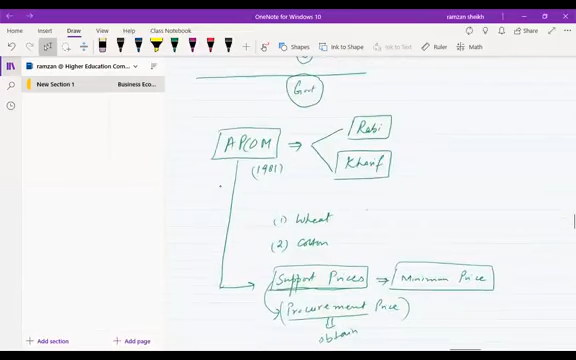 OneNote for Windows 10
ramzan sheikh
Home Insert Draw View Help Class Notebook
Undo
Share
Shapes Ink to Shape Ink to Text Ruler Math
ramzan @ Higher Education Com...
New Section 1
Business Eco...
Govt
APCOM ⇒ Rabi
(1981) Kharif
(1) Wheat
(2) Cotton
Support Prices ⇒ Minimum Price
(Procurement Price)
obtain
+ Add section + Add page